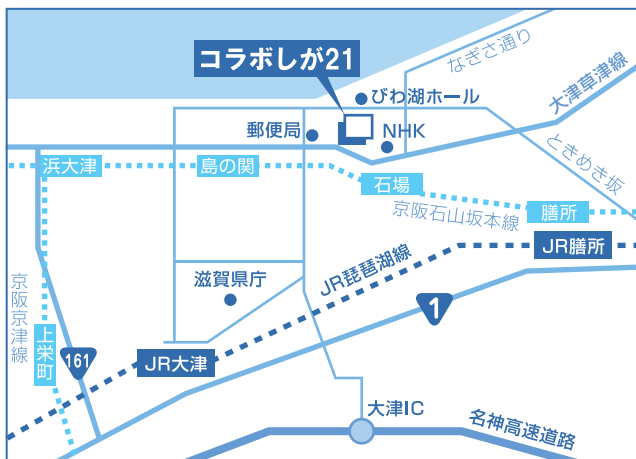 コラボしが21
なぎさ通り
びわ湖ホール
大津草津線
郵便局
NHK
ときめき坂
浜大津
島の関
石場
膳所
京阪石山坂本線
JR膳所
JR琵琶湖線
滋賀県庁
京阪京津線
1
上栄町
161
JR大津
大津IC
名神高速道路